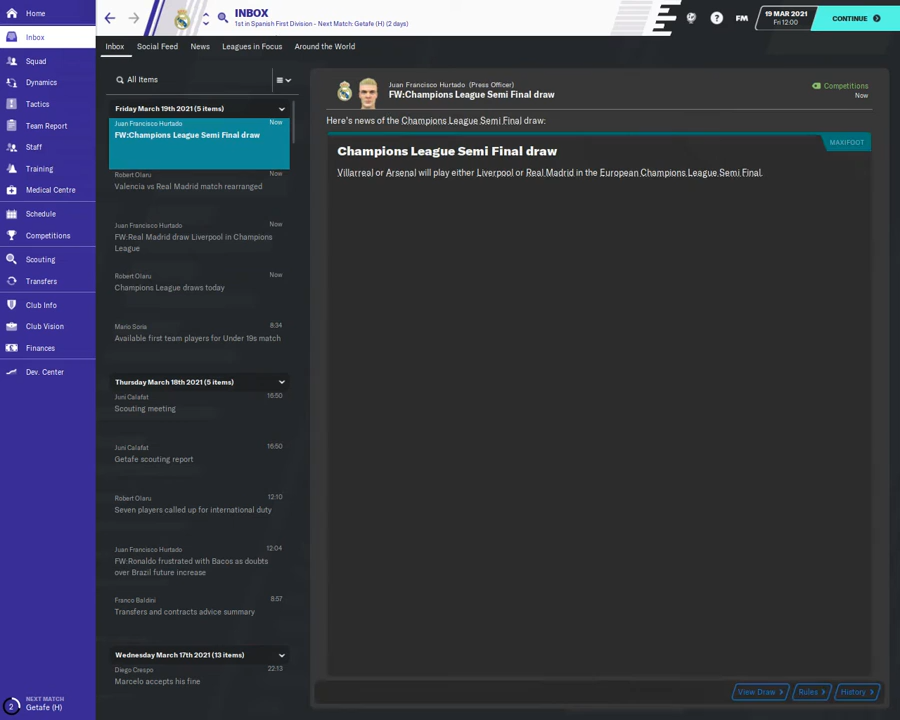 Home
Inbox
Squad
Dynamics
Tactics
Team Report
Staff
Training
Medical Centre
Schedule
Competitions
Scouting
Transfers
Club Info
Club Vision
Finances
Dev. Center
2
NEXT MATCH
Getafe (H)
INBOX
1st in Spanish First Division - Next Match: Getafe (H) (2 days)
?
FM
19 MAR 2021
Fri 12:00
CONTINUE
Inbox Social Feed News Leagues in Focus Around the World
All Items
Friday March 19th 2021 (5 items)
Juan Francisco Hurtado Now
FW:Champions League Semi Final draw
Robert Olaru Now
Valencia vs Real Madrid match rearranged
Juan Francisco Hurtado Now
FW:Real Madrid draw Liverpool in Champions
League
Robert Olaru Now
Champions League draws today
Mario Soria 8:34
Available first team players for Under 19s match
Thursday March 18th 2021 (5 items)
Juni Calafat 16:50
Scouting meeting
Juni Calafat 16:50
Getafe scouting report
Robert Olaru 12:10
Seven players called up for international duty
Juan Francisco Hurtado 12:04
FW:Ronaldo frustrated with Bacos as doubts
over Brazil future increase
Franco Baldini 8:57
Transfers and contracts advice summary
Wednesday March 17th 2021 (13 items)
Diego Crespo 22:13
Marcelo accepts his fine
Juan Francisco Hurtado (Press Officer)
FW:Champions League Semi Final draw
Competitions
Now
Here's news of the Champions League Semi Final draw:
MAXIFOOT
Champions League Semi Final draw
Villarreal or Arsenal will play either Liverpool or Real Madrid in the European Champions League Semi Final.
View Draw > Rules > History >